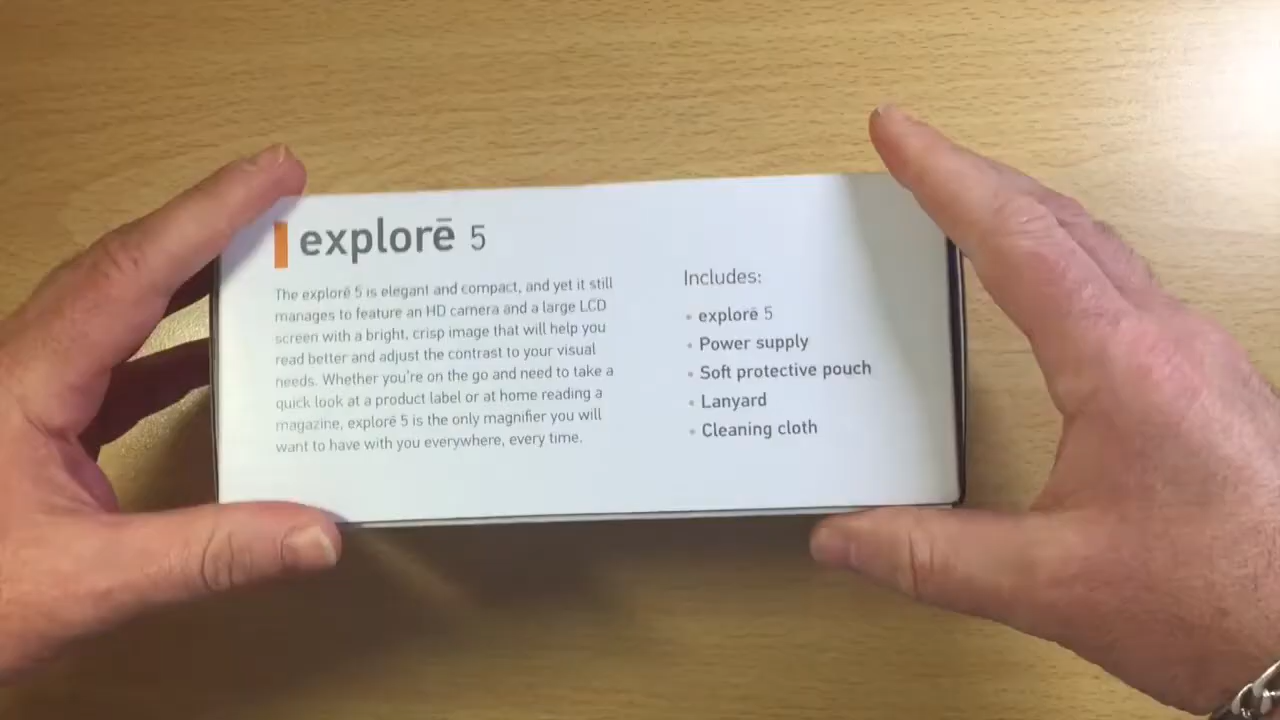 explorē 5
The explorē 5 is elegant and compact, and yet it still
manages to feature an HD camera and a large LCD
screen with a bright, crisp image that will help you
read better and adjust the contrast to your visual
needs. Whether you're on the go and need to take a
quick look at a product label or at home reading a
magazine, explorē 5 is the only magnifier you will
want to have with you everywhere, every time.
Includes:
• explorē 5
• Power supply
• Soft protective pouch
• Lanyard
• Cleaning cloth